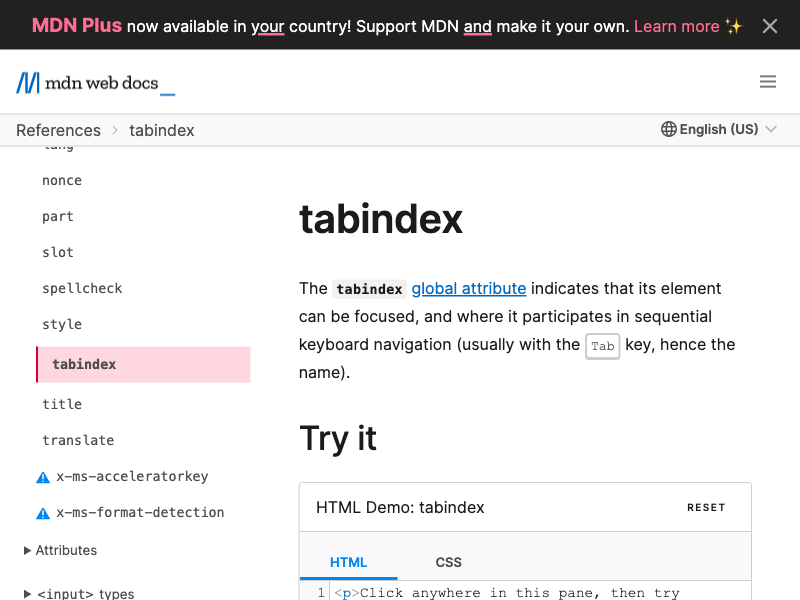 MDN Plus now available in your country! Support MDN and make it your own. Learn more ✨
mdn web docs_
References > tabindex
English (US)
lang
nonce
part
slot
spellcheck
style
tabindex
title
translate
x-ms-acceleratorkey
x-ms-format-detection
Attributes
<input> types
tabindex
The tabindex global attribute indicates that its element
can be focused, and where it participates in sequential
keyboard navigation (usually with the Tab key, hence the
name).
Try it
HTML Demo: tabindex
RESET
HTML CSS
1 <p>Click anywhere in this pane, then try